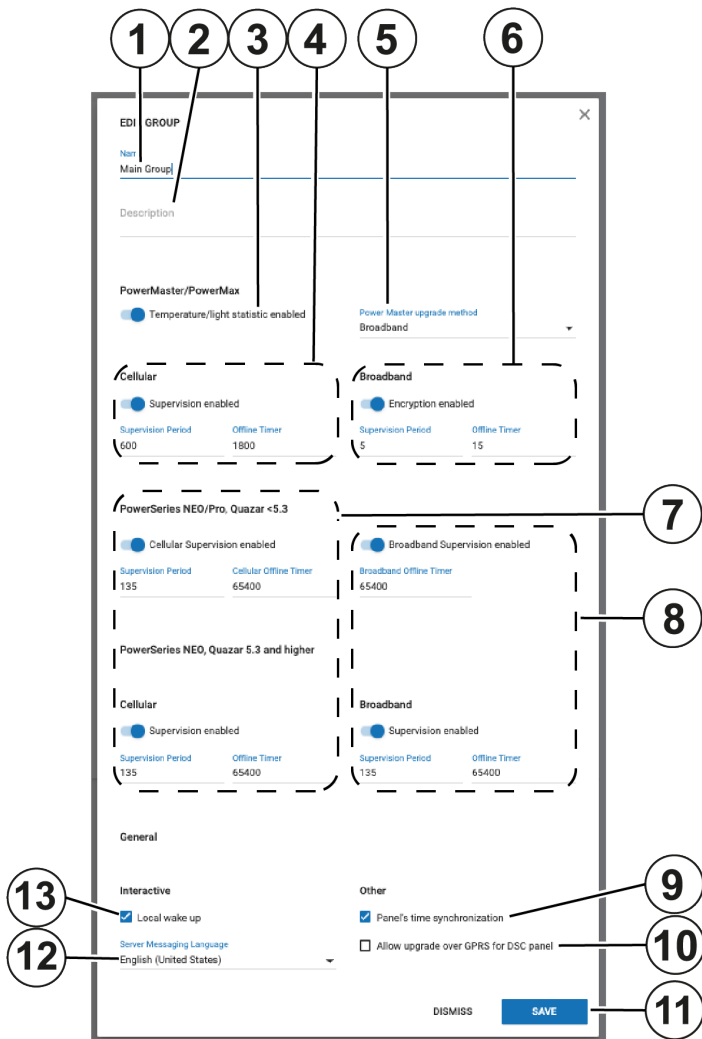 1 2 3 4 5 6
EDIT GROUP
Name
Main Group
Description
PowerMaster/PowerMax
Temperature/light statistic enabled
Power Master upgrade method
Broadband
Cellular
Broadband
Supervision enabled
Encryption enabled
Supervision Period Offline Timer
Supervision Period Offline Timer
600 1800
5 15
PowerSeries NEO/Pro, Quazar <5.3
7
Cellular Supervision enabled
Broadband Supervision enabled
Supervision Period Cellular Offline Timer
Broadband Offline Timer
135 65400
65400
8
PowerSeries NEO, Quazar 5.3 and higher
Cellular
Broadband
Supervision enabled
Supervision enabled
Supervision Period Offline Timer
Supervision Period Offline Timer
135 65400
135 65400
General
Interactive
Other
9
13
Local wake up
Panel's time synchronization
10
12
Server Messaging Language
Allow upgrade over GPRS for DSC panel
English (United States)
DISMISS SAVE
11